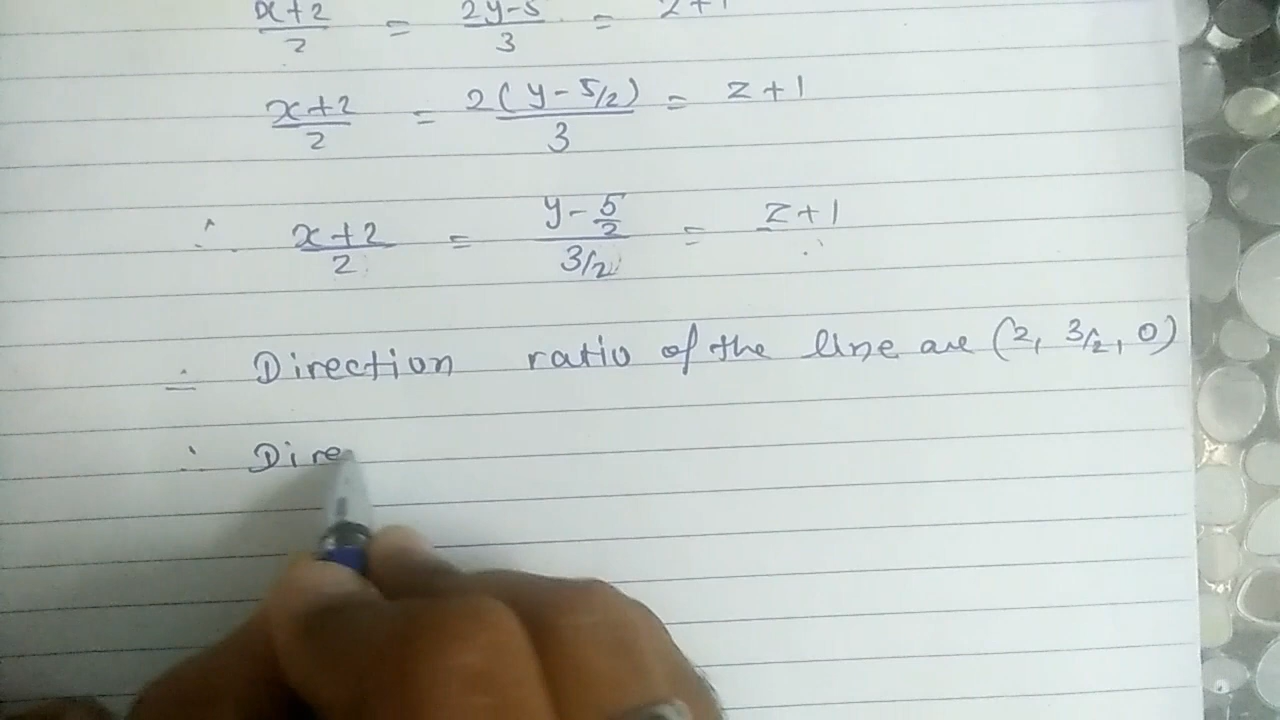 x+2/2 = 2y-5/3 = z+1
x+2/2 = 2(y-5/2)/3 = z+1
∴ x+2/2 = y-5/2/3/2 = z+1
∴ Direction ratio of the line are (2, 3/2, 0)
∴ Dire